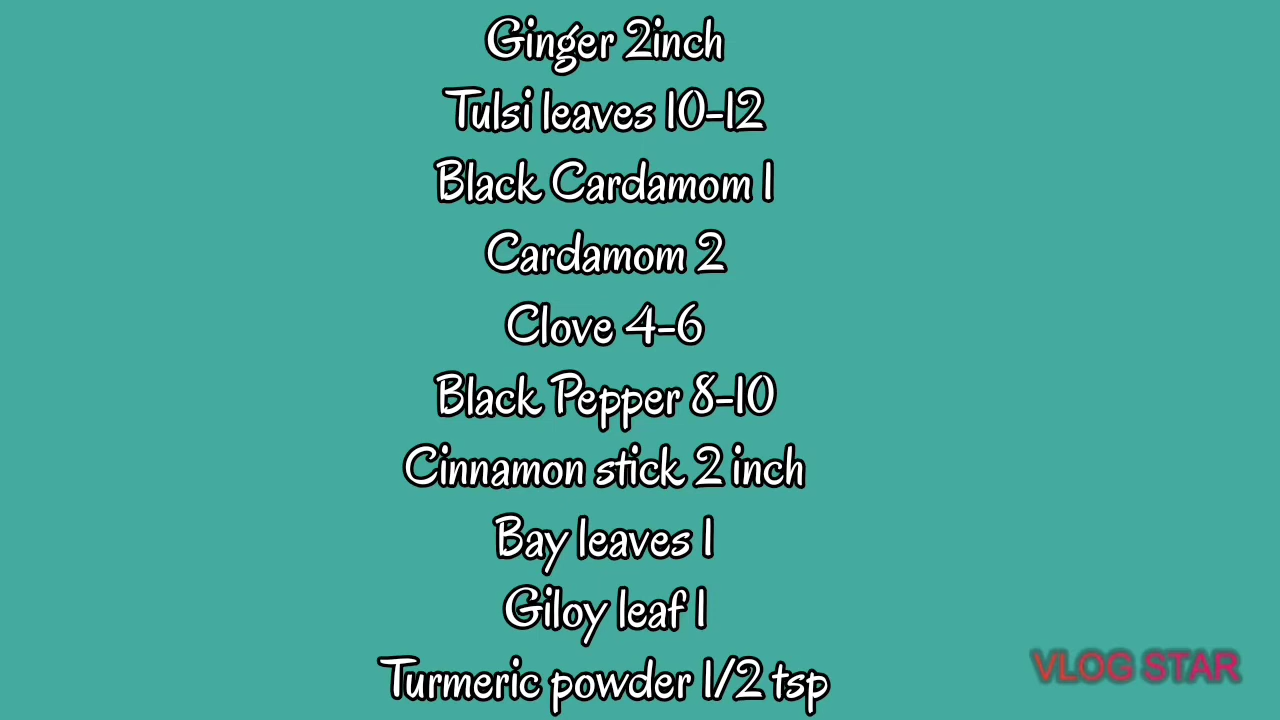 Ginger 2inch
Tulsi leaves 10-12
Black Cardamom 1
Cardamom 2
Clove 4-6
Black Pepper 8-10
Cinnamon stick 2 inch
Bay leaves 1
Giloy leaf 1
Turmeric powder 1/2 tsp
VLOG STAR